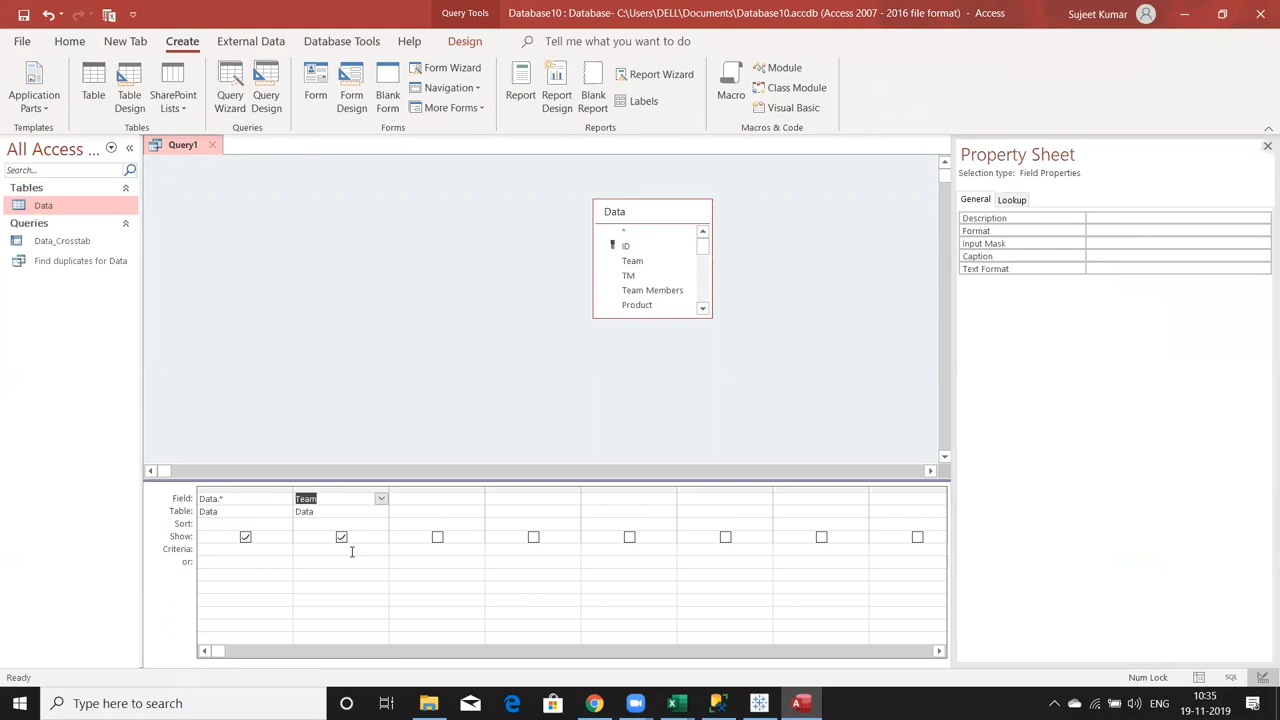 Query Tools
Database10 : Database- C:\Users\DELL\Documents\Database10.accdb (Access 2007 - 2016 file format) - Access
Sujeet Kumar
File Home New Tab Create External Data Database Tools Help Design Tell me what you want to do
Application Parts
Table
Table Design
SharePoint Lists
Query Wizard
Query Design
Form
Form Design
Blank Form
Form Wizard
Navigation
More Forms
Report
Report Design
Blank Report
Report Wizard
Labels
Macro
Module
Class Module
Visual Basic
Templates Tables Queries Forms Reports Macros & Code
All Access ...
Search...
Tables
Data
Queries
Data_Crosstab
Find duplicates for Data
Query1
Data
*
ID
Team
TM
Team Members
Product
Field: Data.* Team
Table: Data Data
Sort:
Show:
Criteria:
or:
Property Sheet
Selection type: Field Properties
General Lookup
Description
Format
Input Mask
Caption
Text Format
Ready
Num Lock
SQL
Type here to search
ENG
10:35
19-11-2019